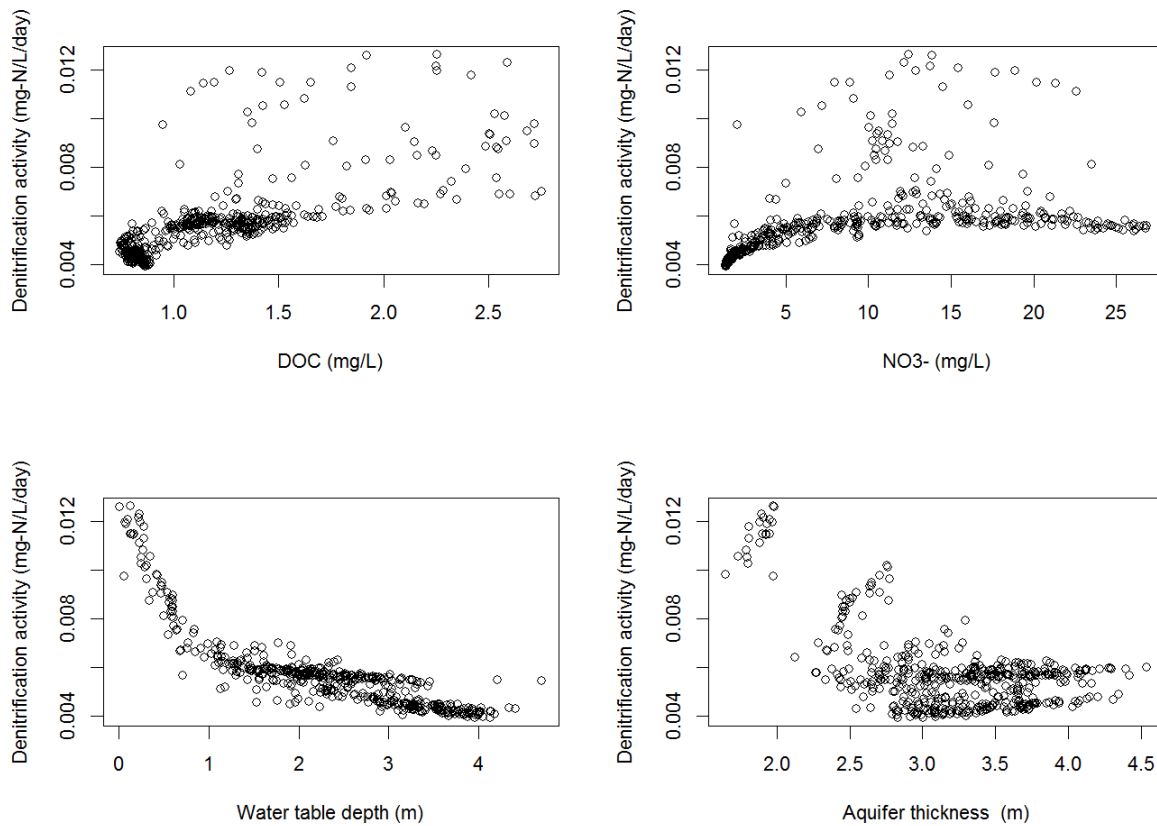 Denitrification activity (mg-N/L/day)
0.012
0.008
0.004
1.0 1.5 2.0 2.5
DOC (mg/L)
Denitrification activity (mg-N/L/day)
0.012
0.008
0.004
5 10 15 20 25
NO3- (mg/L)
Denitrification activity (mg-N/L/day)
0.012
0.008
0.004
0 1 2 3 4
Water table depth (m)
Denitrification activity (mg-N/L/day)
0.012
0.008
0.004
2.0 2.5 3.0 3.5 4.0 4.5
Aquifer thickness (m)